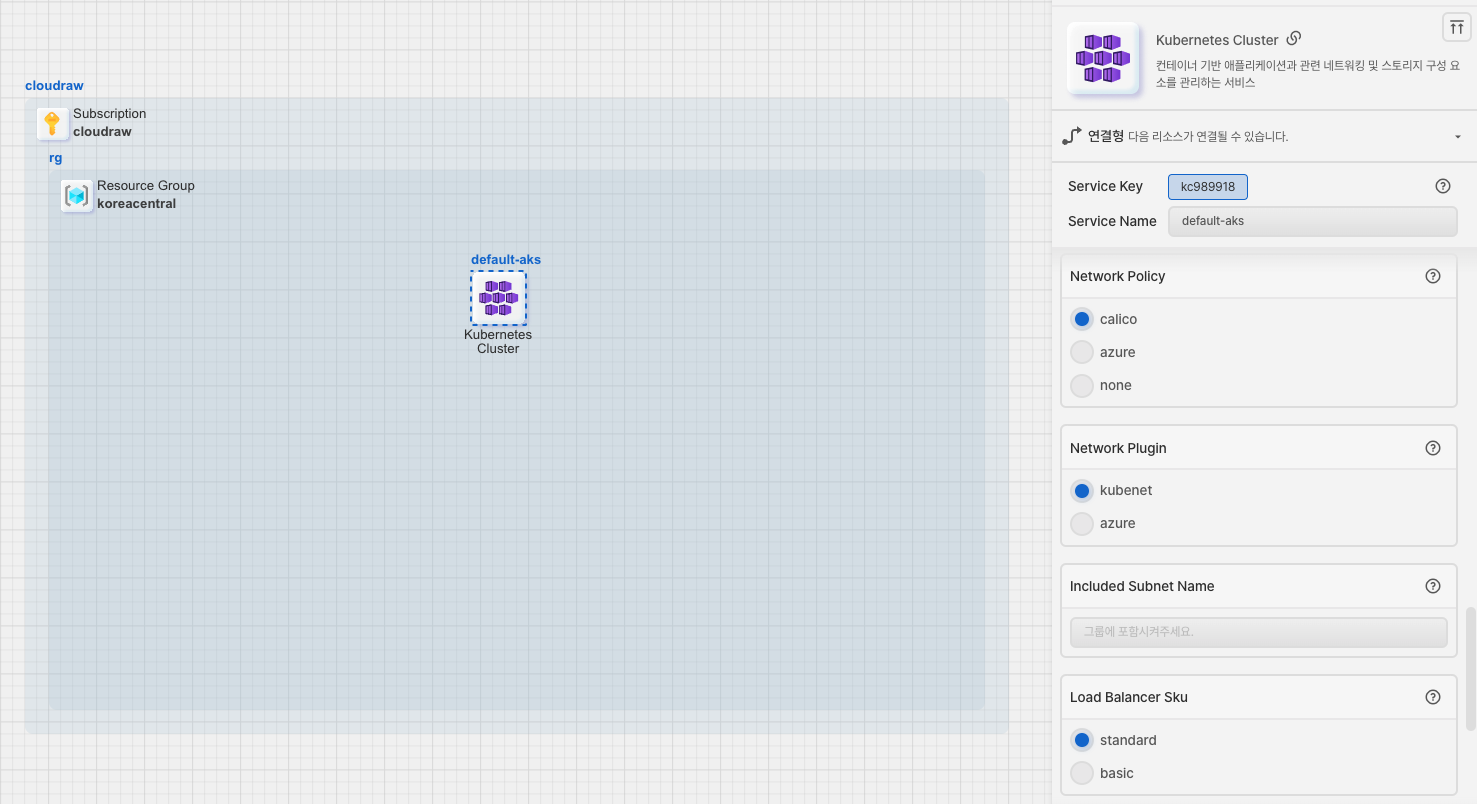 cloudraw
Subscription
cloudraw
rg
Resource Group
koreacentral
default-aks
Kubernetes
Cluster
Kubernetes Cluster
컨테이너 기반 애플리케이션과 관련 네트워킹 및 스토리지 구성 요
소를 관리하는 서비스
연결형 다음 리소스가 연결될 수 있습니다.
Service Key kc989918
Service Name default-aks
Network Policy
calico
azure
none
Network Plugin
kubenet
azure
Included Subnet Name
그룹에 포함시켜주세요.
Load Balancer Sku
standard
basic